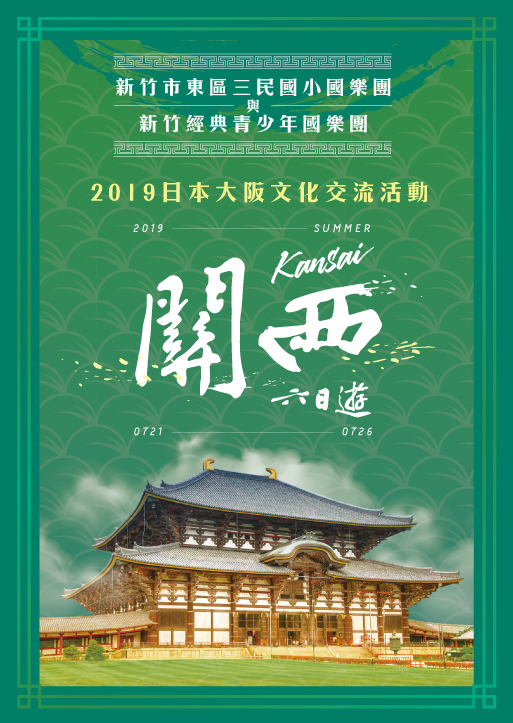 新竹市東區三民國小國樂團
與
新竹經典青少年國樂團
2019日本大阪文化交流活動
2019 SUMMER
Kansai
關西
六日遊
0721 0726